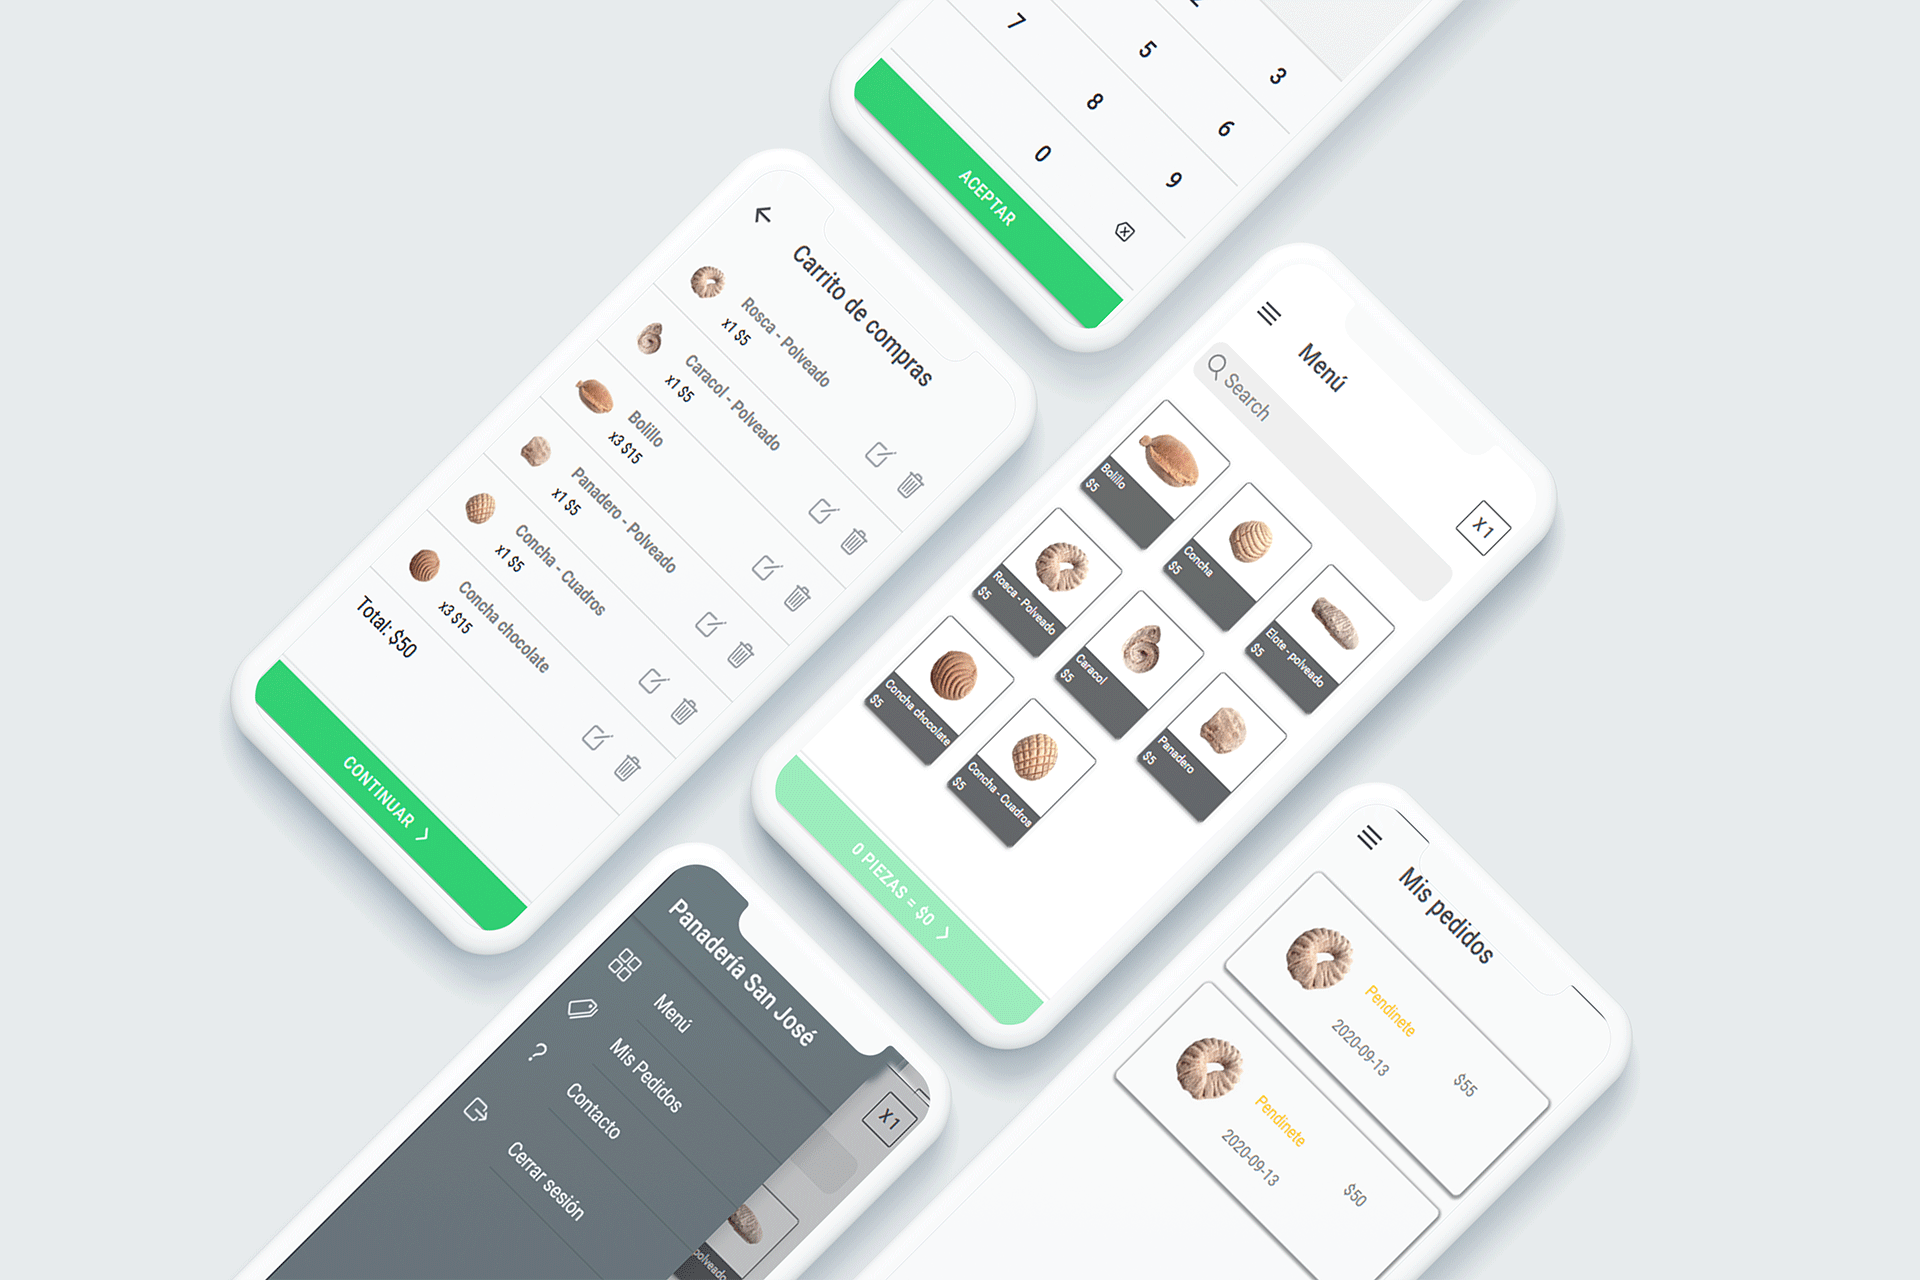 7
5
3
8
6
0
9
ACEPTAR
Carrito de compras
Rosca - Polveado
x1 $5
Caracol - Polveado
x1 $5
Bolillo
x3 $15
Panadero - Polveado
x1 $5
Concha - Cuadros
x1 $5
Concha chocolate
x3 $15
Total: $50
CONTINUAR
Menú
Search
X1
Bolillo
$5
Concha
$5
Elote - polveado
$5
Rosca - Polveado
$5
Caracol
$5
Panadero
$5
Concha chocolate
$5
Concha - Cuadros
$5
0 PIEZAS = $0
Panadería San José
Menú
Mis Pedidos
Contacto
Cerrar sesión
X1
polveado
Mis pedidos
Pendinete
2020-09-13
$55
Pendinete
2020-09-13
$50